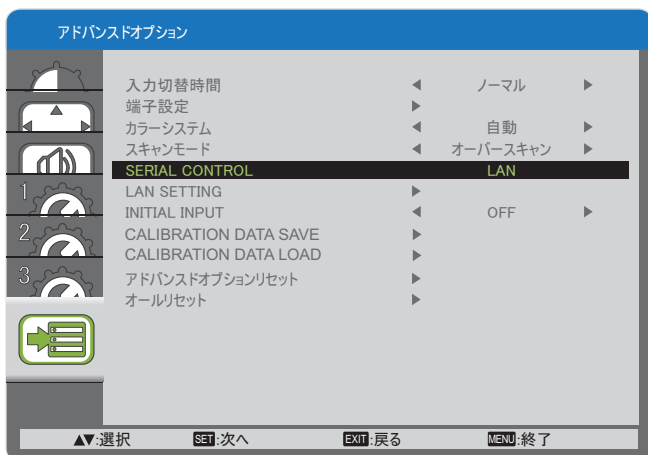 アドバンスドオプション
入力切替時間 ◀ ノーマル ▶
端子設定 ▶
カラーシステム ◀ 自動 ▶
スキャンモード ◀ オーバースキャン ▶
SERIAL CONTROL LAN
LAN SETTING ▶
INITIAL INPUT ◀ OFF ▶
CALIBRATION DATA SAVE ▶
CALIBRATION DATA LOAD ▶
アドバンスドオプションリセット ▶
オールリセット ▶
1
2
3
▲▼:選択 SET:次へ EXIT:戻る MENU:終了